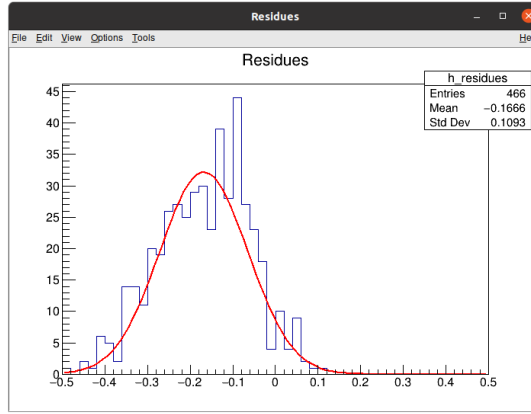 Residues
File Edit View Options Tools He
Residues
h_residues
Entries 466
Mean −0.1666
Std Dev 0.1093
45
40
35
30
25
20
15
10
5
0
−0.5 −0.4 −0.3 −0.2 −0.1 0 0.1 0.2 0.3 0.4 0.5